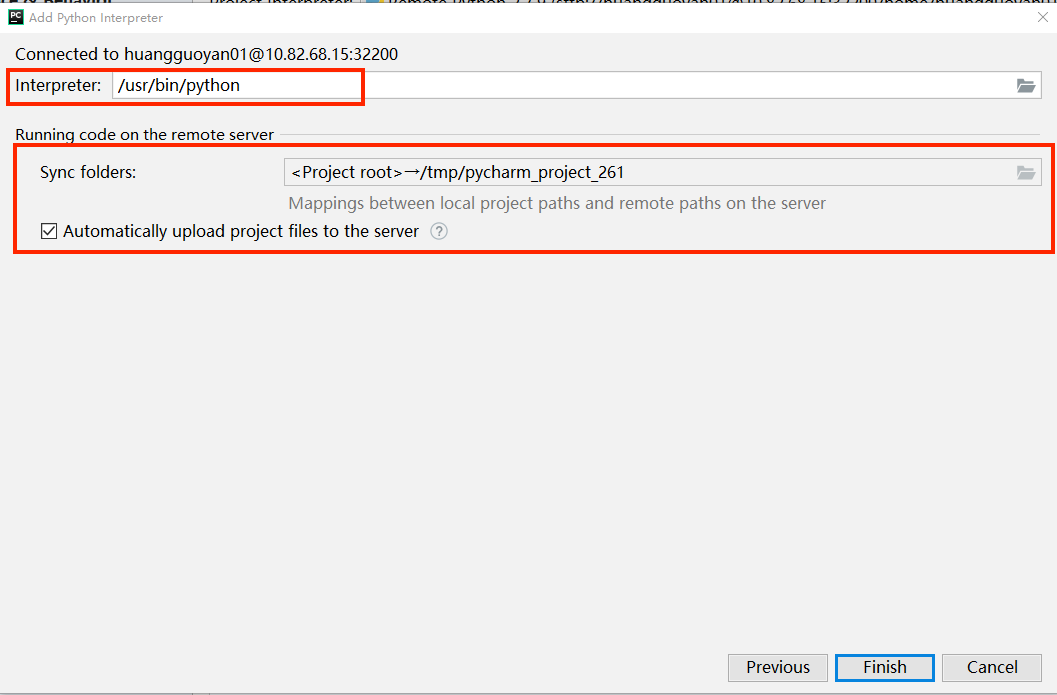 PC Add Python Interpreter
Connected to huangguoyan01@10.82.68.15:32200
Interpreter: /usr/bin/python
Running code on the remote server
Sync folders: <Project root>→/tmp/pycharm_project_261
Mappings between local project paths and remote paths on the server
Automatically upload project files to the server ?
Previous Finish Cancel